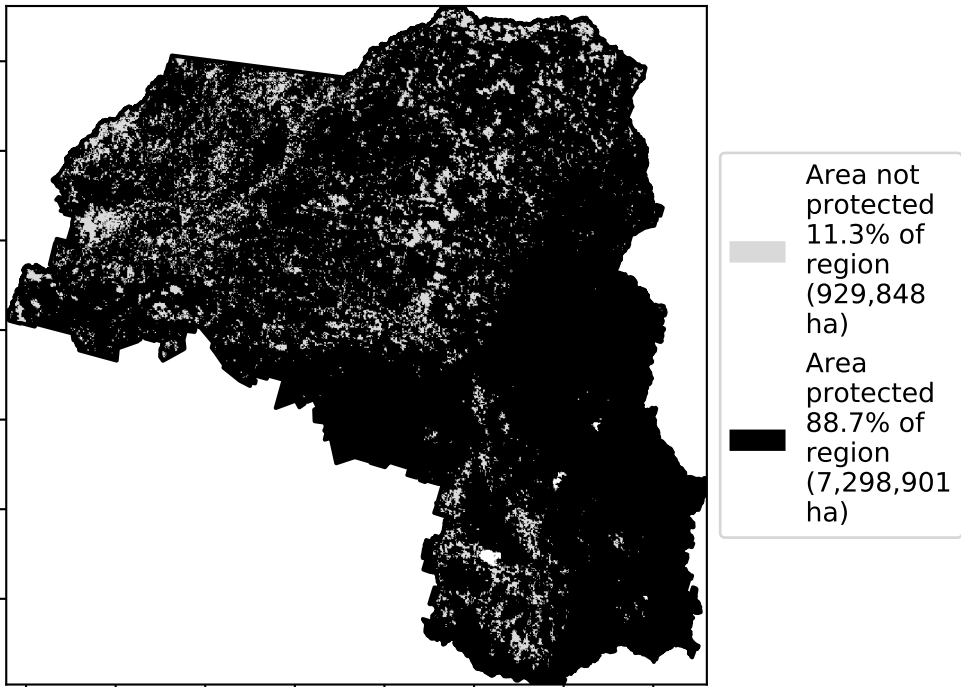 Area not
protected
11.3% of
region
(929,848
ha)
Area
protected
88.7% of
region
(7,298,901
ha)